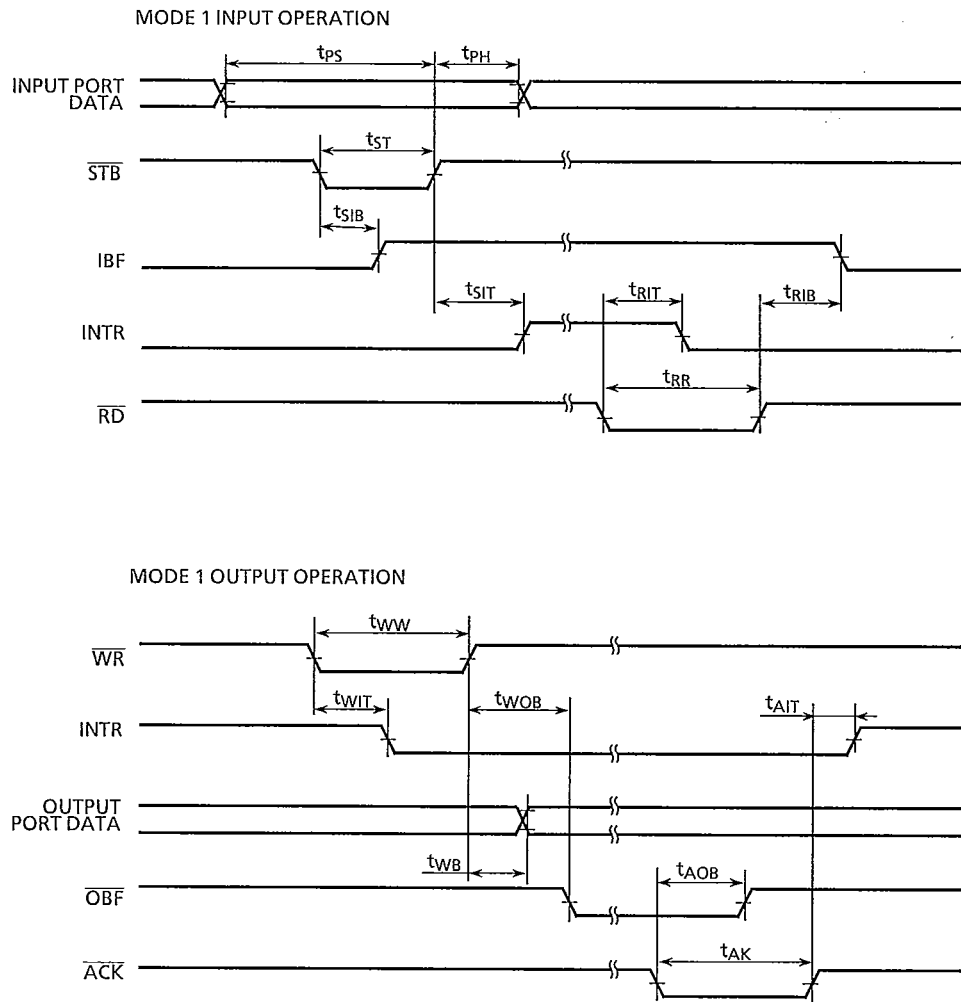 MODE 1 INPUT OPERATION
tPS
tPH
INPUT PORT
DATA
tST
STB
tSIB
IBF
tSIT
tRIT
tRIB
INTR
tRR
RD
MODE 1 OUTPUT OPERATION
tWW
WR
tWIT
tWOB
tAIT
INTR
OUTPUT
PORT DATA
tWB
tAOB
OBF
tAK
ACK